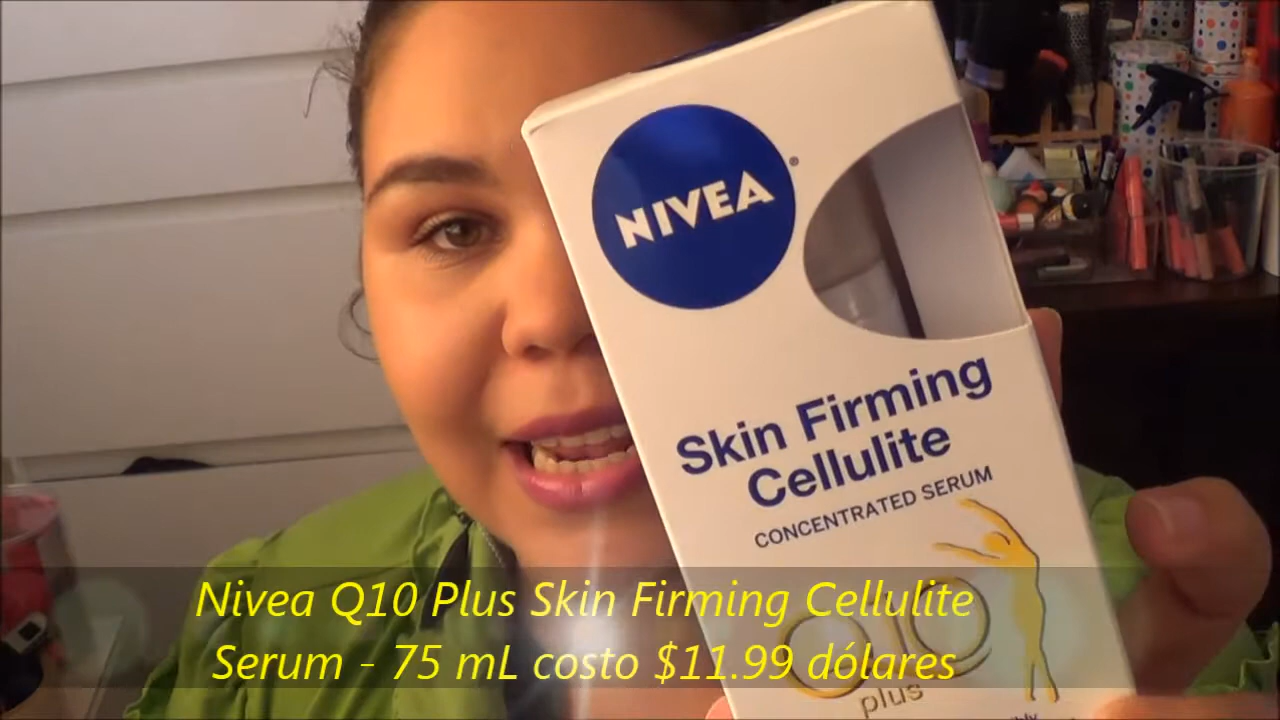 NIVEA
Skin Firming
Cellulite
CONCENTRATED SERUM
Q10
plus
Nivea Q10 Plus Skin Firming Cellulite
Serum - 75 mL costo $11.99 dólares